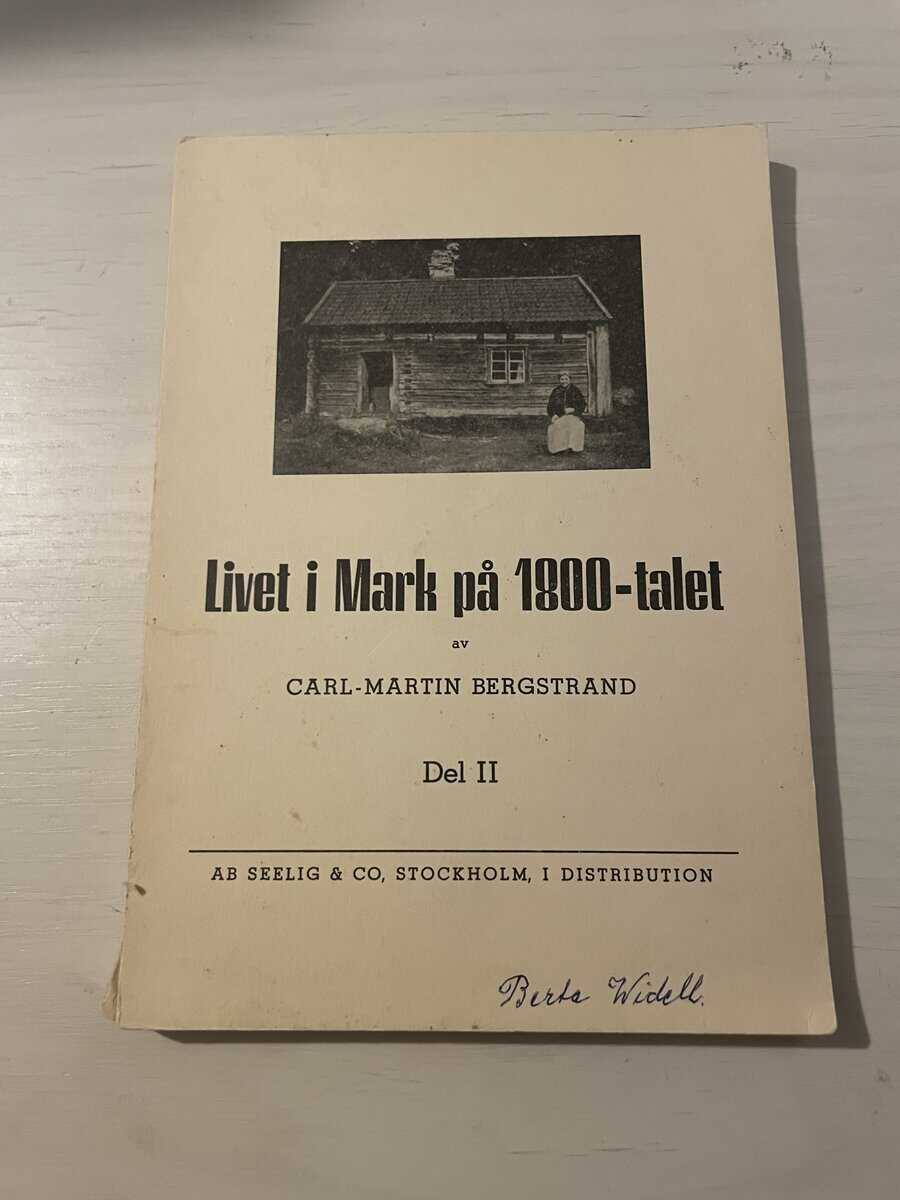 Livet i Mark på 1800-talet
av
CARL-MARTIN BERGSTRAND
Del II
AB SEELIG & CO, STOCKHOLM, I DISTRIBUTION
Berta Widell.